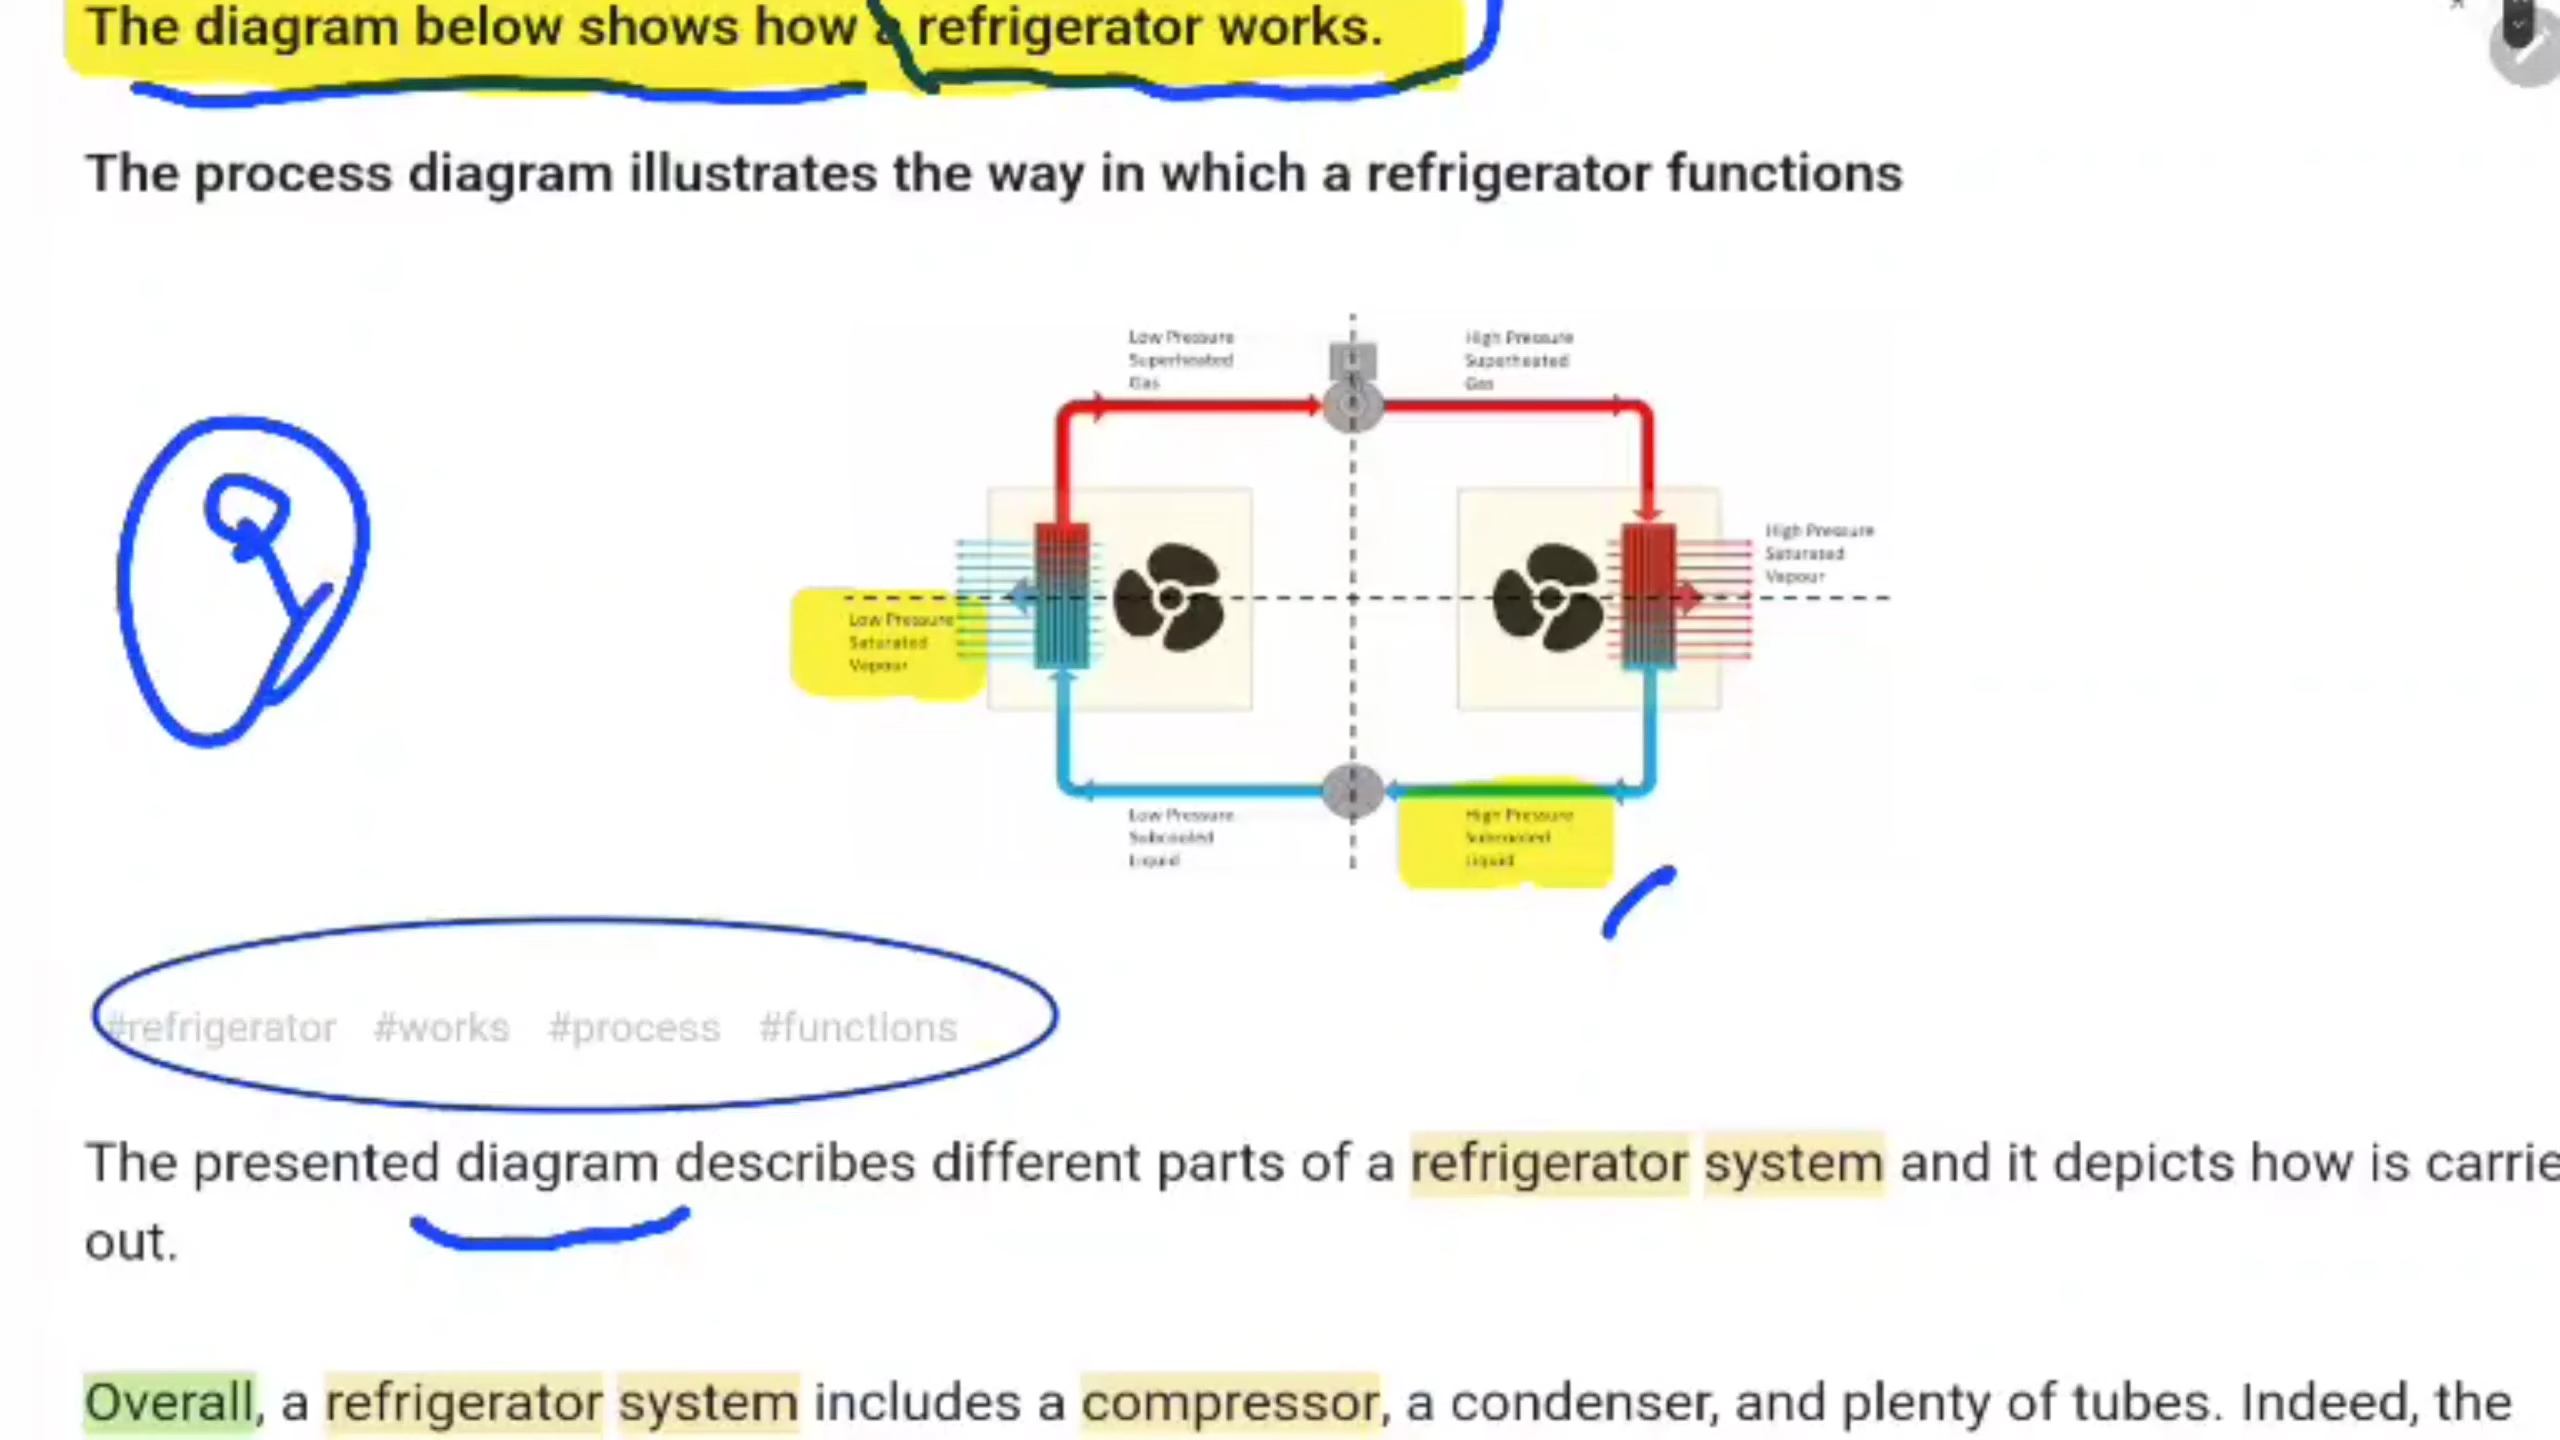 The diagram below shows how a refrigerator works.
The process diagram illustrates the way in which a refrigerator functions
Low Pressure
Superheated
Gas
High Pressure
Superheated
Gas
High Pressure
Saturated
Vapour
Low Pressure
Saturated
Vapour
Low Pressure
Subcooled
Liquid
High Pressure
Subcooled
Liquid
#refrigerator #works #process #functions
The presented diagram describes different parts of a refrigerator system and it depicts how is carrie
out.
Overall, a refrigerator system includes a compressor, a condenser, and plenty of tubes. Indeed, the